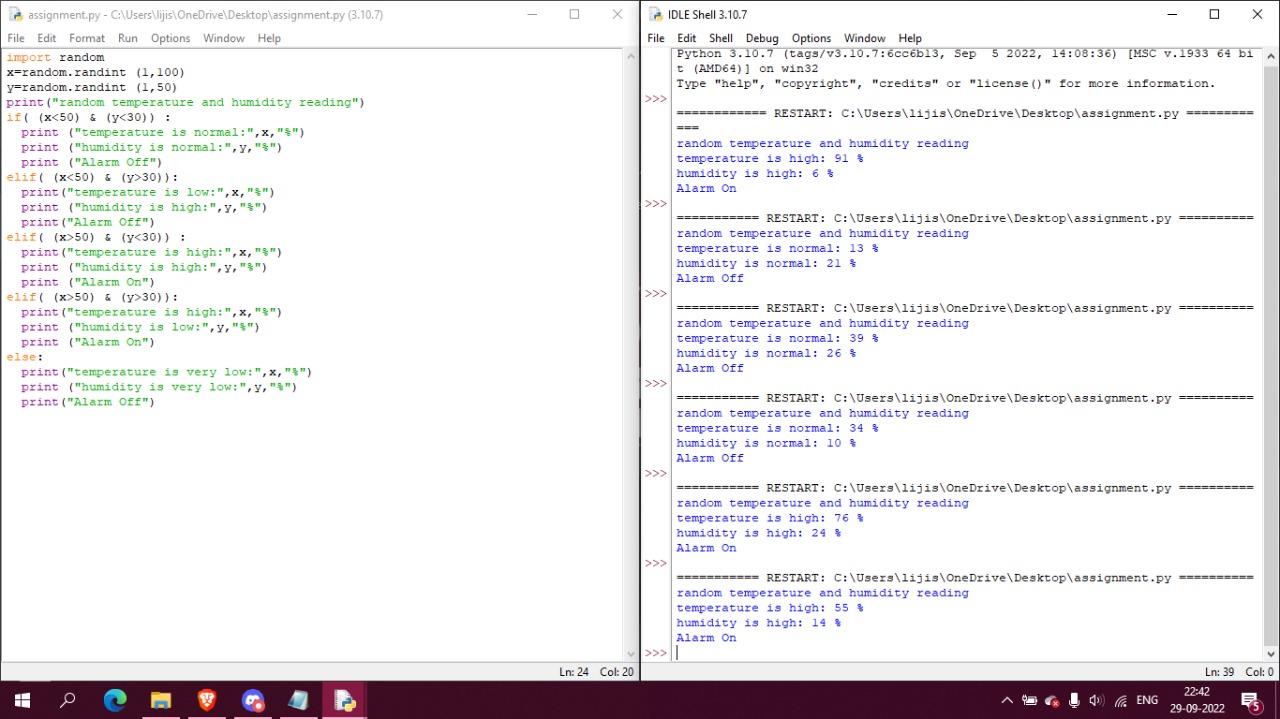 assignment.py - C:\Users\lijis\OneDrive\Desktop\assignment.py (3.10.7)
File Edit Format Run Options Window Help
import random
x=random.randint (1,100)
y=random.randint (1,50)
print("random temperature and humidity reading")
if( (x<50) & (y<30)) :
  print ("temperature is normal:",x,"%")
  print ("humidity is normal:",y,"%")
  print ("Alarm Off")
elif( (x<50) & (y>30)):
  print("temperature is low:",x,"%")
  print ("humidity is high:",y,"%")
  print("Alarm Off")
elif( (x>50) & (y<30)) :
  print("temperature is high:",x,"%")
  print ("humidity is high:",y,"%")
  print ("Alarm On")
elif( (x>50) & (y>30)):
  print("temperature is high:",x,"%")
  print ("humidity is low:",y,"%")
  print ("Alarm On")
else:
  print("temperature is very low:",x,"%")
  print ("humidity is very low:",y,"%")
  print("Alarm Off")
Ln: 24 Col: 20
IDLE Shell 3.10.7
File Edit Shell Debug Options Window Help
Python 3.10.7 (tags/v3.10.7:6cc6b13, Sep  5 2022, 14:08:36) [MSC v.1933 64 bi
t (AMD64)] on win32
Type "help", "copyright", "credits" or "license()" for more information.
>>>
============ RESTART: C:\Users\lijis\OneDrive\Desktop\assignment.py =========
===
random temperature and humidity reading
temperature is high: 91 %
humidity is high: 6 %
Alarm On
>>>
=========== RESTART: C:\Users\lijis\OneDrive\Desktop\assignment.py ==========
random temperature and humidity reading
temperature is normal: 13 %
humidity is normal: 21 %
Alarm Off
>>>
=========== RESTART: C:\Users\lijis\OneDrive\Desktop\assignment.py ==========
random temperature and humidity reading
temperature is normal: 39 %
humidity is normal: 26 %
Alarm Off
>>>
=========== RESTART: C:\Users\lijis\OneDrive\Desktop\assignment.py ==========
random temperature and humidity reading
temperature is normal: 34 %
humidity is normal: 10 %
Alarm Off
>>>
=========== RESTART: C:\Users\lijis\OneDrive\Desktop\assignment.py ==========
random temperature and humidity reading
temperature is high: 76 %
humidity is high: 24 %
Alarm On
>>>
=========== RESTART: C:\Users\lijis\OneDrive\Desktop\assignment.py ==========
random temperature and humidity reading
temperature is high: 55 %
humidity is high: 14 %
Alarm On
>>>
Ln: 39 Col: 0
ENG
22:42
29-09-2022
5